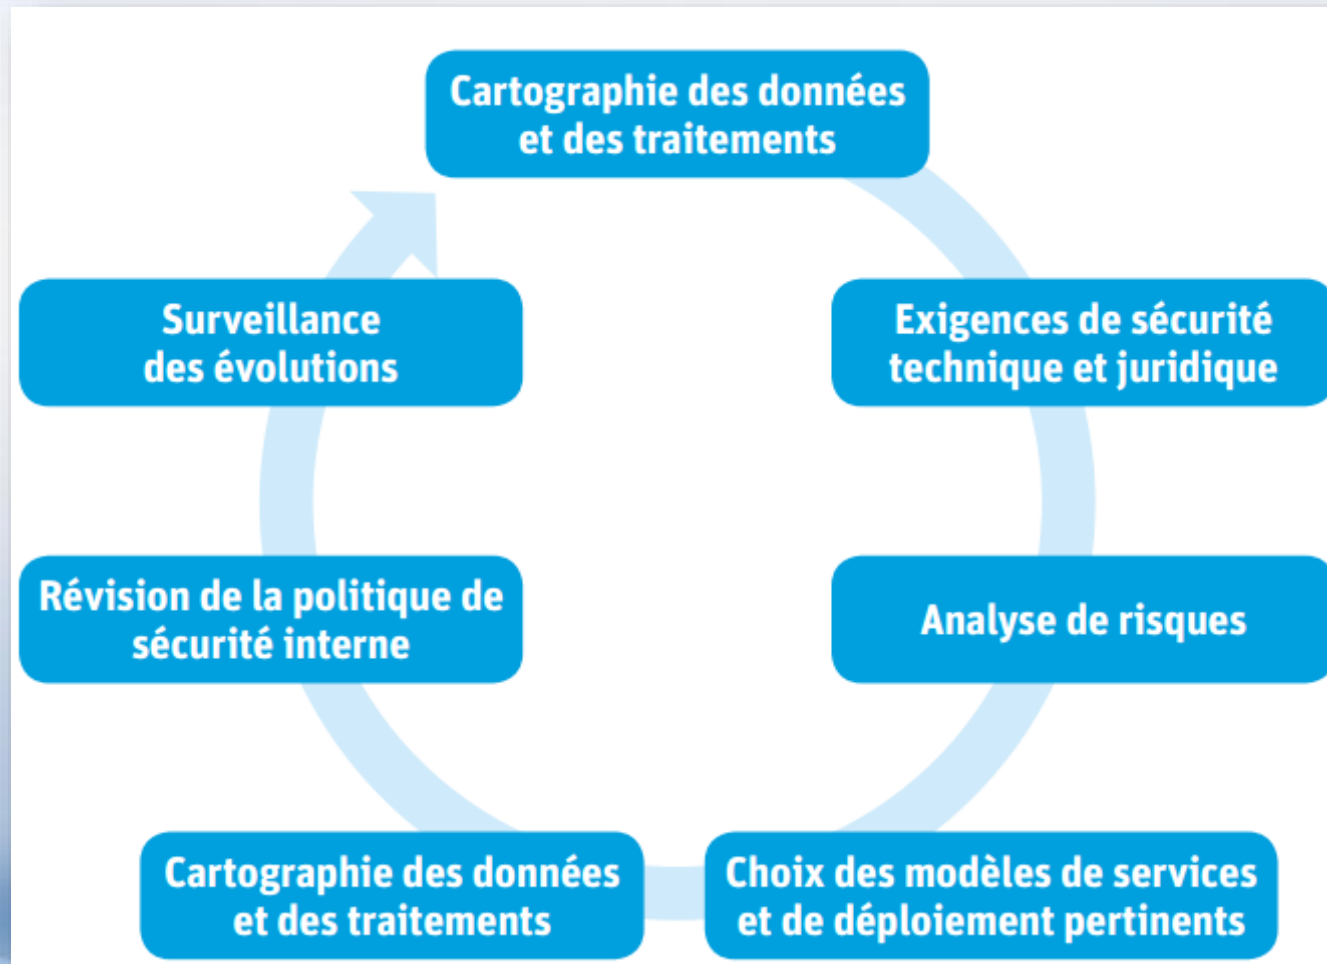 Cartographie des données
et des traitements
Exigences de sécurité
technique et juridique
Analyse de risques
Choix des modèles de services
et de déploiement pertinents
Cartographie des données
et des traitements
Révision de la politique de
sécurité interne
Surveillance
des évolutions